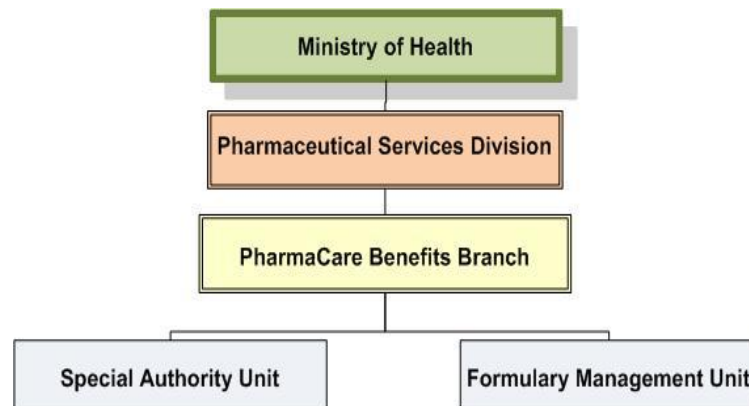 Ministry of Health
Pharmaceutical Services Division
PharmaCare Benefits Branch
Special Authority Unit
Formulary Management Unit